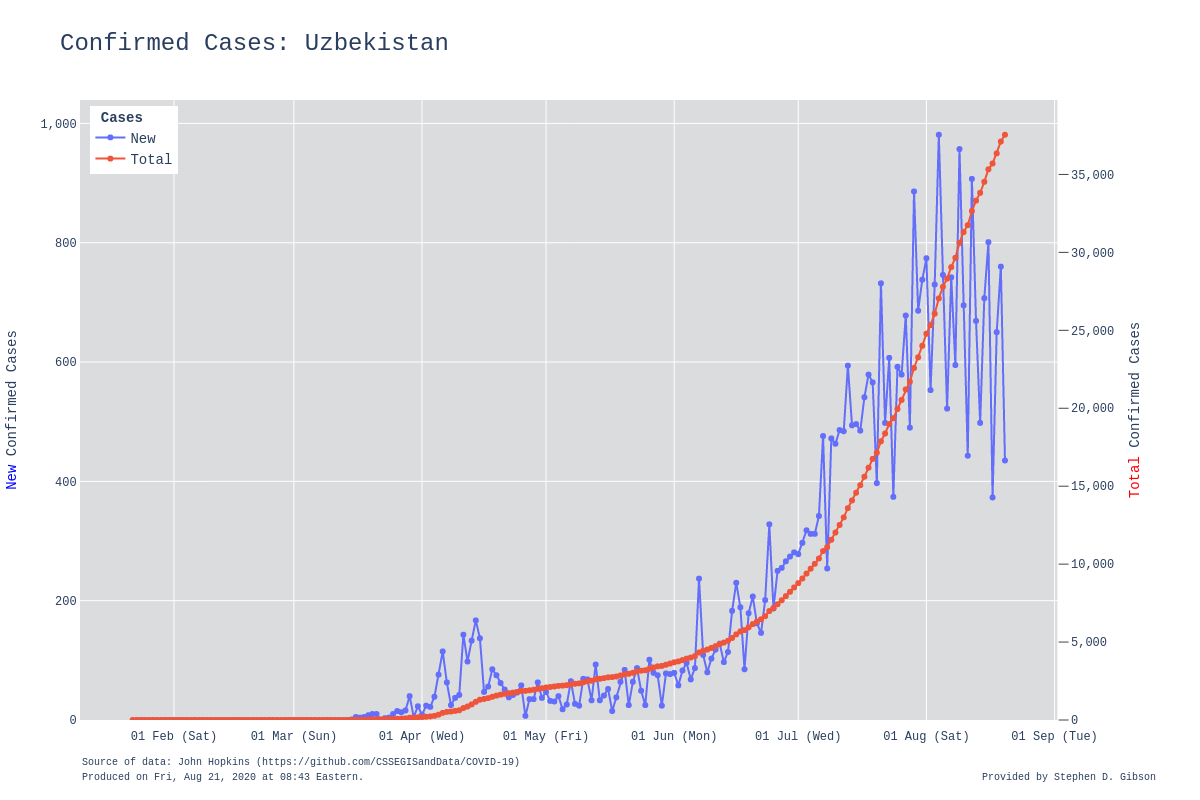 Confirmed Cases: Uzbekistan
Cases
New
Total
1,000
800
600
400
200
0
35,000
30,000
25,000
20,000
15,000
10,000
5,000
0
New Confirmed Cases
Total Confirmed Cases
01 Feb (Sat)
01 Mar (Sun)
01 Apr (Wed)
01 May (Fri)
01 Jun (Mon)
01 Jul (Wed)
01 Aug (Sat)
01 Sep (Tue)
Source of data: John Hopkins (https://github.com/CSSEGISandData/COVID-19)
Produced on Fri, Aug 21, 2020 at 08:43 Eastern.
Provided by Stephen D. Gibson